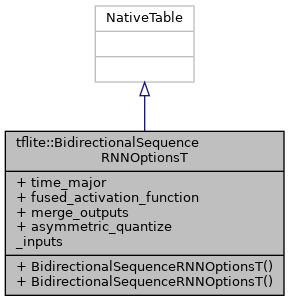 NativeTable
tflite::BidirectionalSequence
RNNOptionsT
+ time_major
+ fused_activation_function
+ merge_outputs
+ asymmetric_quantize
_inputs
+ BidirectionalSequenceRNNOptionsT()
+ BidirectionalSequenceRNNOptionsT()